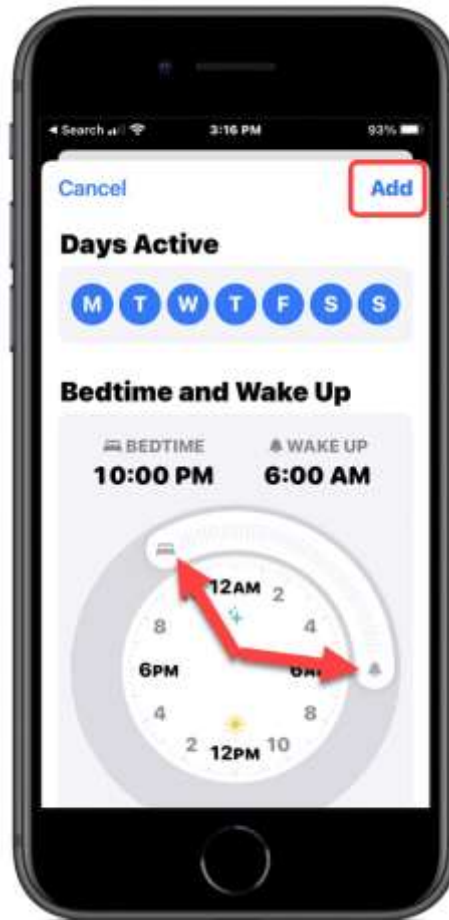 Search 3:16 PM 93%
Cancel Add
Days Active
M T W T F S S
Bedtime and Wake Up
BEDTIME WAKE UP
10:00 PM 6:00 AM
12AM 2
8 4
6PM
4 8
2 12PM 10